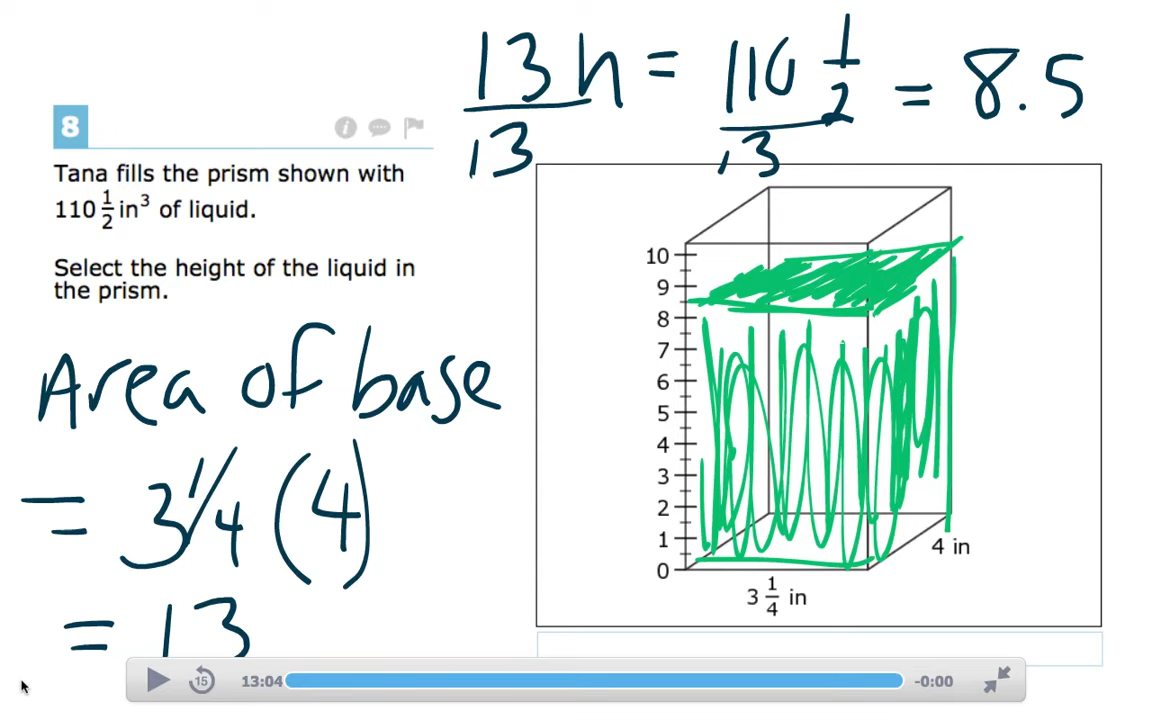 13h = 110 1/2 = 8.5
13 13
8
Tana fills the prism shown with
110 1/2 in³ of liquid.
Select the height of the liquid in
the prism.
Area of base
= 3 1/4 (4)
= 13
10
9
8
7
6
5
4
3
2
1
0
4 in
3 1/4 in
15 13:04 -0:00